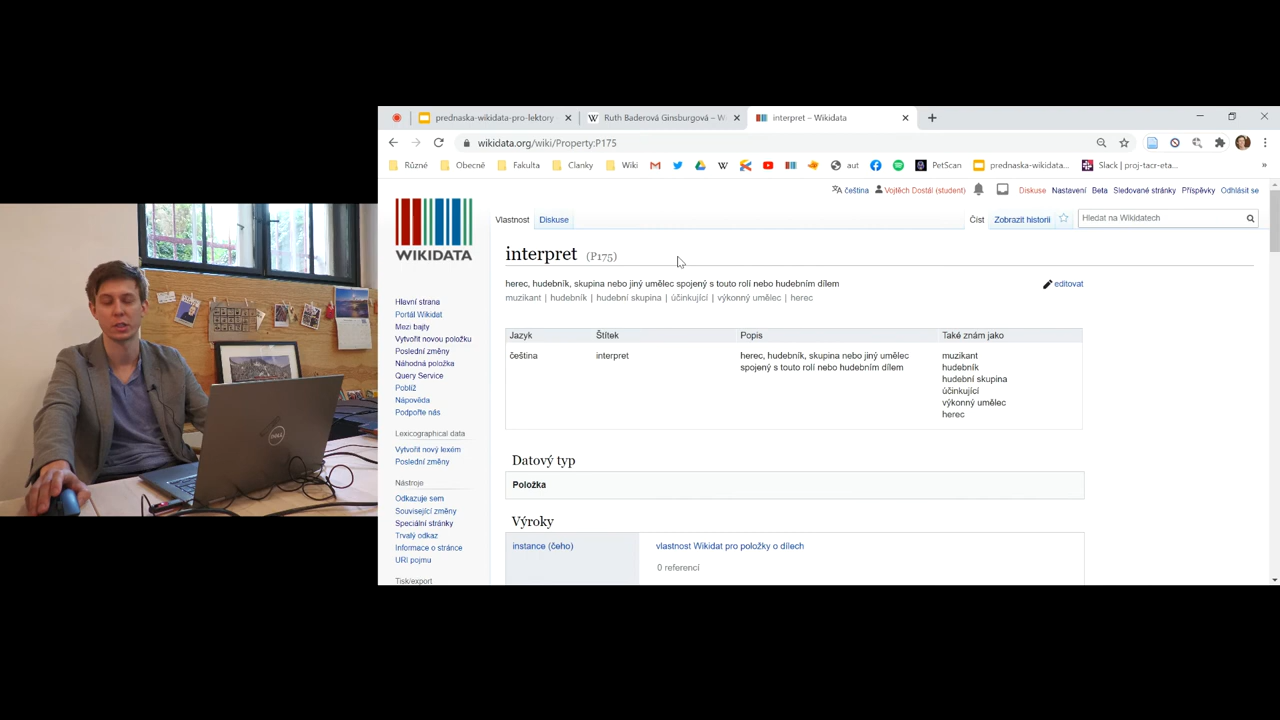 prednaska-wikidata-pro-lektory
Ruth Baderová Ginsburgová – W
interpret – Wikidata
wikidata.org/wiki/Property:P175
Různé
Obecně
Fakulta
Clanky
Wiki
aut
PetScan
prednaska-wikidata...
Slack | proj-tacr-eta...
»
čeština
Vojtěch Dostál (student)
Diskuse
Nastavení
Beta
Sledované stránky
Příspěvky
Odhlásit se
WIKIDATA
Vlastnost
Diskuse
Číst
Zobrazit historii
Hledat na Wikidatech
interpret (P175)
herec, hudebník, skupina nebo jiný umělec spojený s touto rolí nebo hudebním dílem
editovat
muzikant | hudebník | hudební skupina | účinkující | výkonný umělec | herec
Jazyk Štítek Popis Také znám jako
čeština interpret herec, hudebník, skupina nebo jiný umělec
spojený s touto rolí nebo hudebním dílem
muzikant
hudebník
hudební skupina
účinkující
výkonný umělec
herec
Datový typ
Položka
Výroky
instance (čeho)
vlastnost Wikidat pro položky o dílech
0 referencí
Hlavní strana
Portál Wikidat
Mezi bajty
Vytvořit novou položku
Poslední změny
Náhodná položka
Query Service
Poblíž
Nápověda
Podpořte nás
Lexicographical data
Vytvořit nový lexém
Poslední změny
Nástroje
Odkazuje sem
Související změny
Speciální stránky
Trvalý odkaz
Informace o stránce
URI pojmu
Tisk/export
DELL